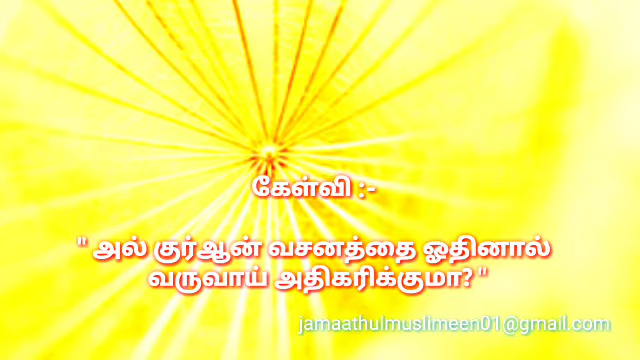 கேள்வி :-
" அல் குர்ஆன் வசனத்தை ஓதினால்
வருவாய் அதிகரிக்குமா? "
jamaathulmuslimeen01@gmail.com